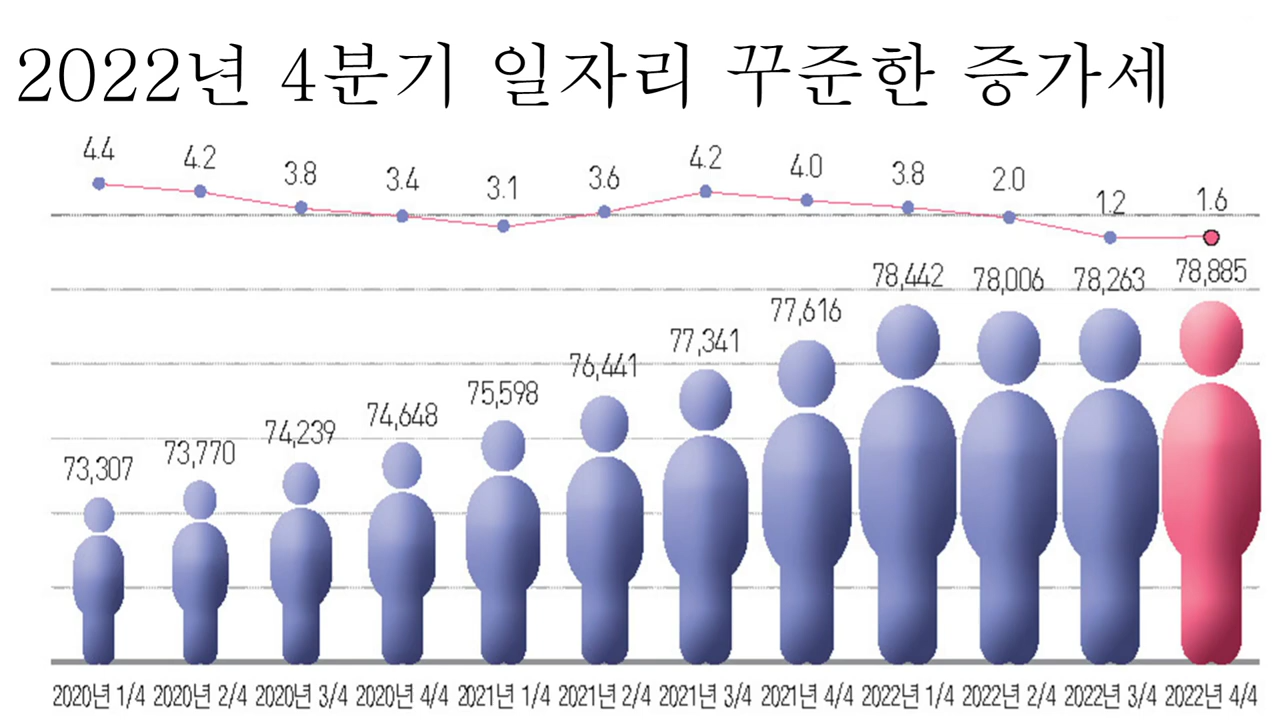 2022년 4분기 일자리 꾸준한 증가세
4.4 4.2 3.8 3.4 3.1 3.6 4.2 4.0 3.8 2.0 1.2 1.6
73,307 73,770 74,239 74,648 75,598 76,441 77,341 77,616 78,442 78,006 78,263 78,885
2020년 1/4 2020년 2/4 2020년 3/4 2020년 4/4 2021년 1/4 2021년 2/4 2021년 3/4 2021년 4/4 2022년 1/4 2022년 2/4 2022년 3/4 2022년 4/4